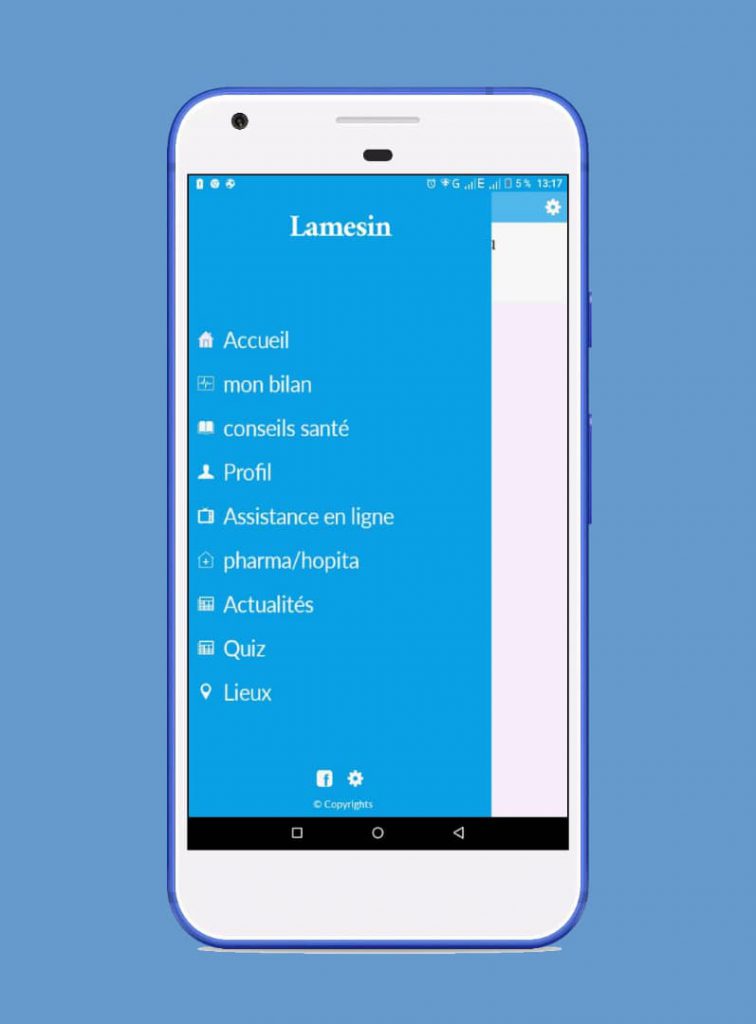 G E 5% 13:17
Lamesin
Accueil
mon bilan
conseils santé
Profil
Assistance en ligne
pharma/hopita
Actualités
Quiz
Lieux
© Copyrights